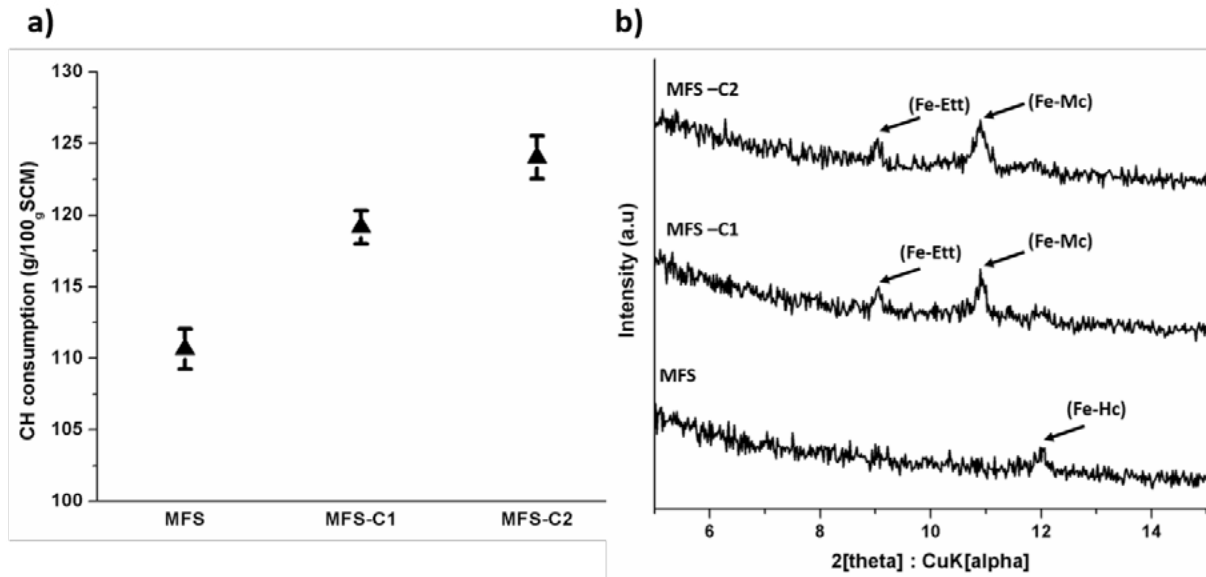 a)
CH consumption (g/100g SCM)
130
125
120
115
110
105
100
MFS
MFS-C1
MFS-C2
b)
Intensity (a.u)
MFS –C2
(Fe-Ett)
(Fe-Mc)
MFS –C1
(Fe-Ett)
(Fe-Mc)
MFS
(Fe-Hc)
6
8
10
12
14
2[theta] : CuK[alpha]